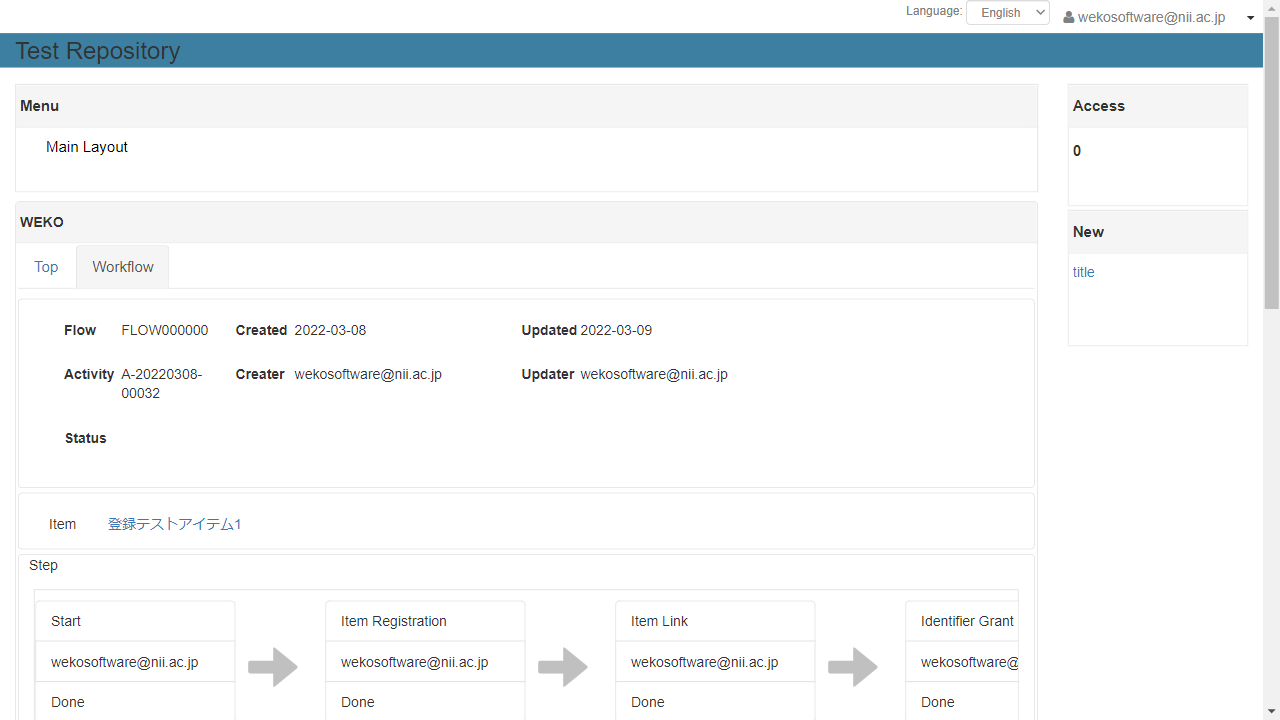 Language: English wekosoftware@nii.ac.jp
Test Repository
Menu
Main Layout
WEKO
Top Workflow
Flow FLOW000000 Created 2022-03-08 Updated 2022-03-09
Activity A-20220308-
00032 Creater wekosoftware@nii.ac.jp Updater wekosoftware@nii.ac.jp
Status
Item 登録テストアイテム1
Step
Start Item Registration Item Link Identifier Grant
wekosoftware@nii.ac.jp wekosoftware@nii.ac.jp wekosoftware@nii.ac.jp wekosoftware@
Done Done Done Done
Access
0
New
title